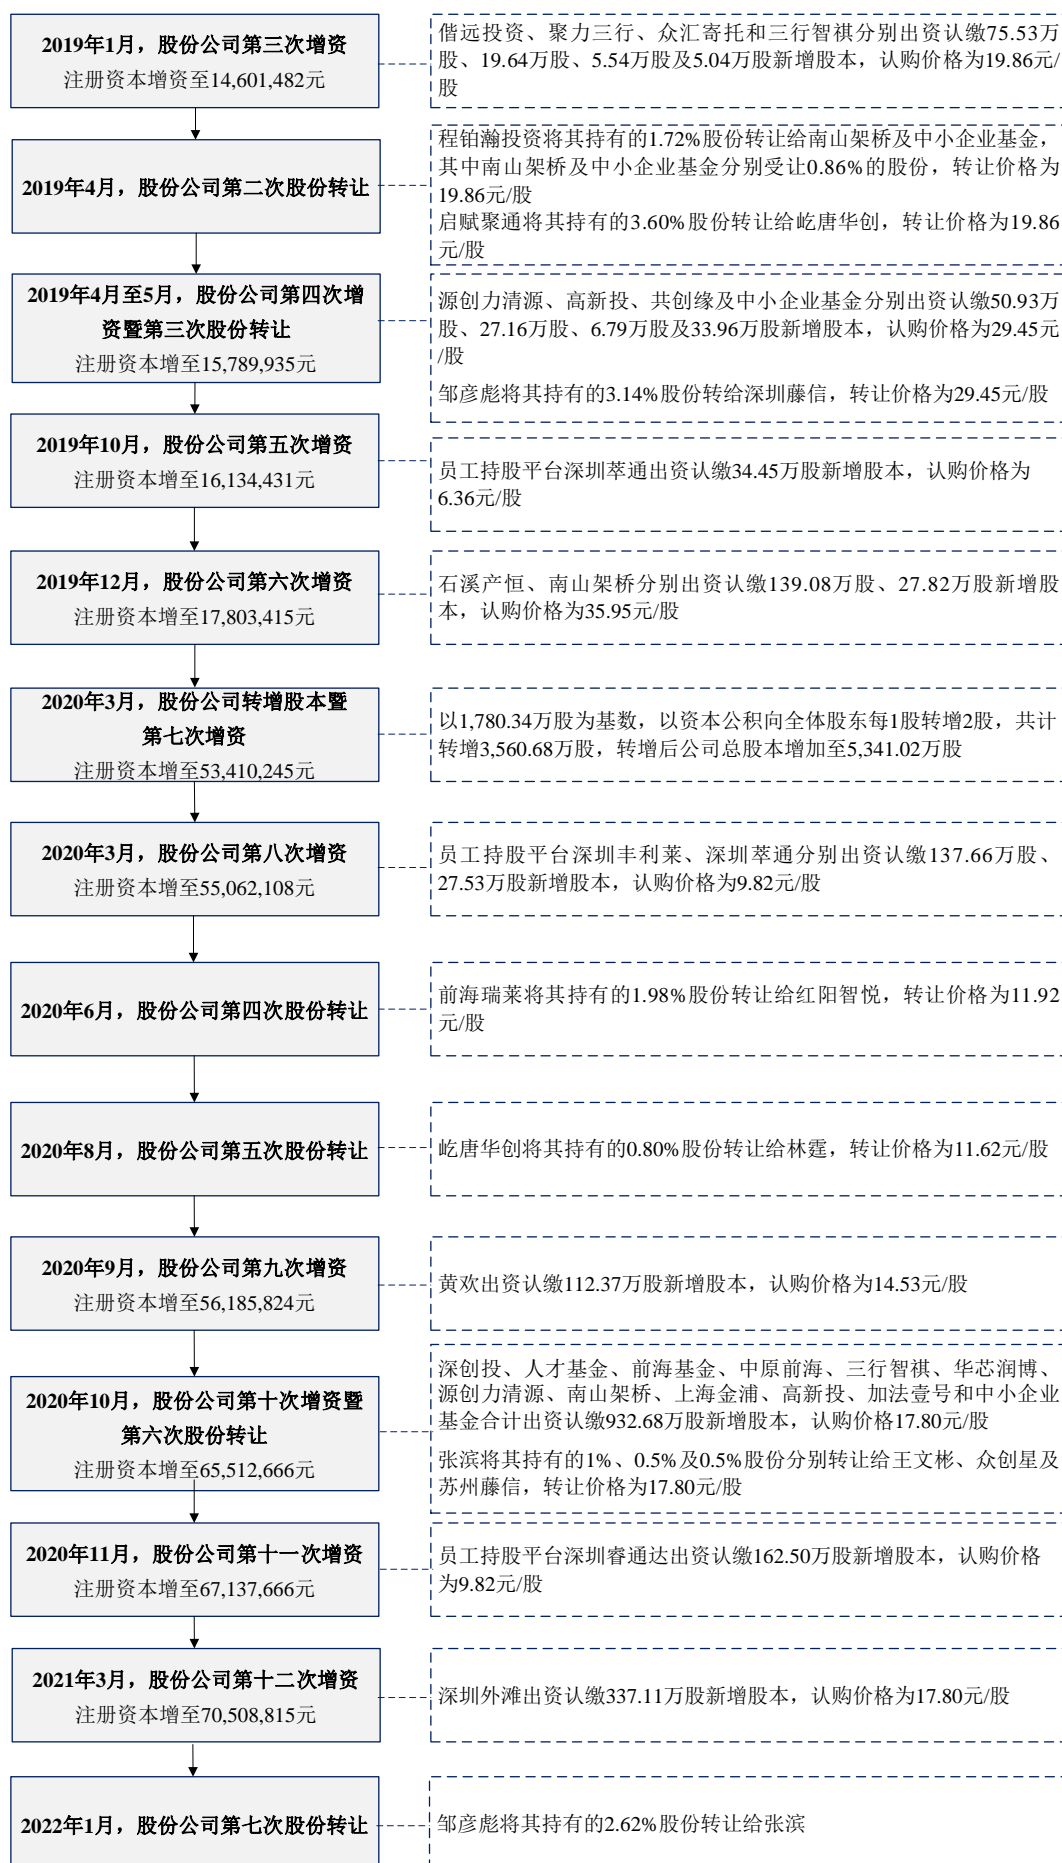 2019年1月，股份公司第三次增资
注册资本增资至14,601,482元
偕远投资、聚力三行、众汇寄托和三行智祺分别出资认缴75.53万
股、19.64万股、5.54万股及5.04万股新增股本，认购价格为19.86元/
股
2019年4月，股份公司第二次股份转让
程铂瀚投资将其持有的1.72%股份转让给南山架桥及中小企业基金，
其中南山架桥及中小企业基金分别受让0.86%的股份，转让价格为
19.86元/股
启赋聚通将其持有的3.60%股份转让给屹唐华创，转让价格为19.86
元/股
2019年4月至5月，股份公司第四次增
资暨第三次股份转让
注册资本增至15,789,935元
源创力清源、高新投、共创缘及中小企业基金分别出资认缴50.93万
股、27.16万股、6.79万股及33.96万股新增股本，认购价格为29.45元
/股
邹彦彪将其持有的3.14%股份转给深圳藤信，转让价格为29.45元/股
2019年10月，股份公司第五次增资
注册资本增至16,134,431元
员工持股平台深圳萃通出资认缴34.45万股新增股本，认购价格为
6.36元/股
2019年12月，股份公司第六次增资
注册资本增至17,803,415元
石溪产恒、南山架桥分别出资认缴139.08万股、27.82万股新增股
本，认购价格为35.95元/股
2020年3月，股份公司转增股本暨
第七次增资
注册资本增至53,410,245元
以1,780.34万股为基数，以资本公积向全体股东每1股转增2股，共计
转增3,560.68万股，转增后公司总股本增加至5,341.02万股
2020年3月，股份公司第八次增资
注册资本增至55,062,108元
员工持股平台深圳丰利莱、深圳萃通分别出资认缴137.66万股、
27.53万股新增股本，认购价格为9.82元/股
2020年6月，股份公司第四次股份转让
前海瑞莱将其持有的1.98%股份转让给红阳智悦，转让价格为11.92
元/股
2020年8月，股份公司第五次股份转让
屹唐华创将其持有的0.80%股份转让给林霆，转让价格为11.62元/股
2020年9月，股份公司第九次增资
注册资本增至56,185,824元
黄欢出资认缴112.37万股新增股本，认购价格为14.53元/股
2020年10月，股份公司第十次增资暨
第六次股份转让
注册资本增至65,512,666元
深创投、人才基金、前海基金、中原前海、三行智祺、华芯润博、
源创力清源、南山架桥、上海金浦、高新投、加法壹号和中小企业
基金合计出资认缴932.68万股新增股本，认购价格17.80元/股
张滨将其持有的1%、0.5%及0.5%股份分别转让给王文彬、众创星及
苏州藤信，转让价格为17.80元/股
2020年11月，股份公司第十一次增资
注册资本增至67,137,666元
员工持股平台深圳睿通达出资认缴162.50万股新增股本，认购价格
为9.82元/股
2021年3月，股份公司第十二次增资
注册资本增至70,508,815元
深圳外滩出资认缴337.11万股新增股本，认购价格为17.80元/股
2022年1月，股份公司第七次股份转让
邹彦彪将其持有的2.62%股份转让给张滨